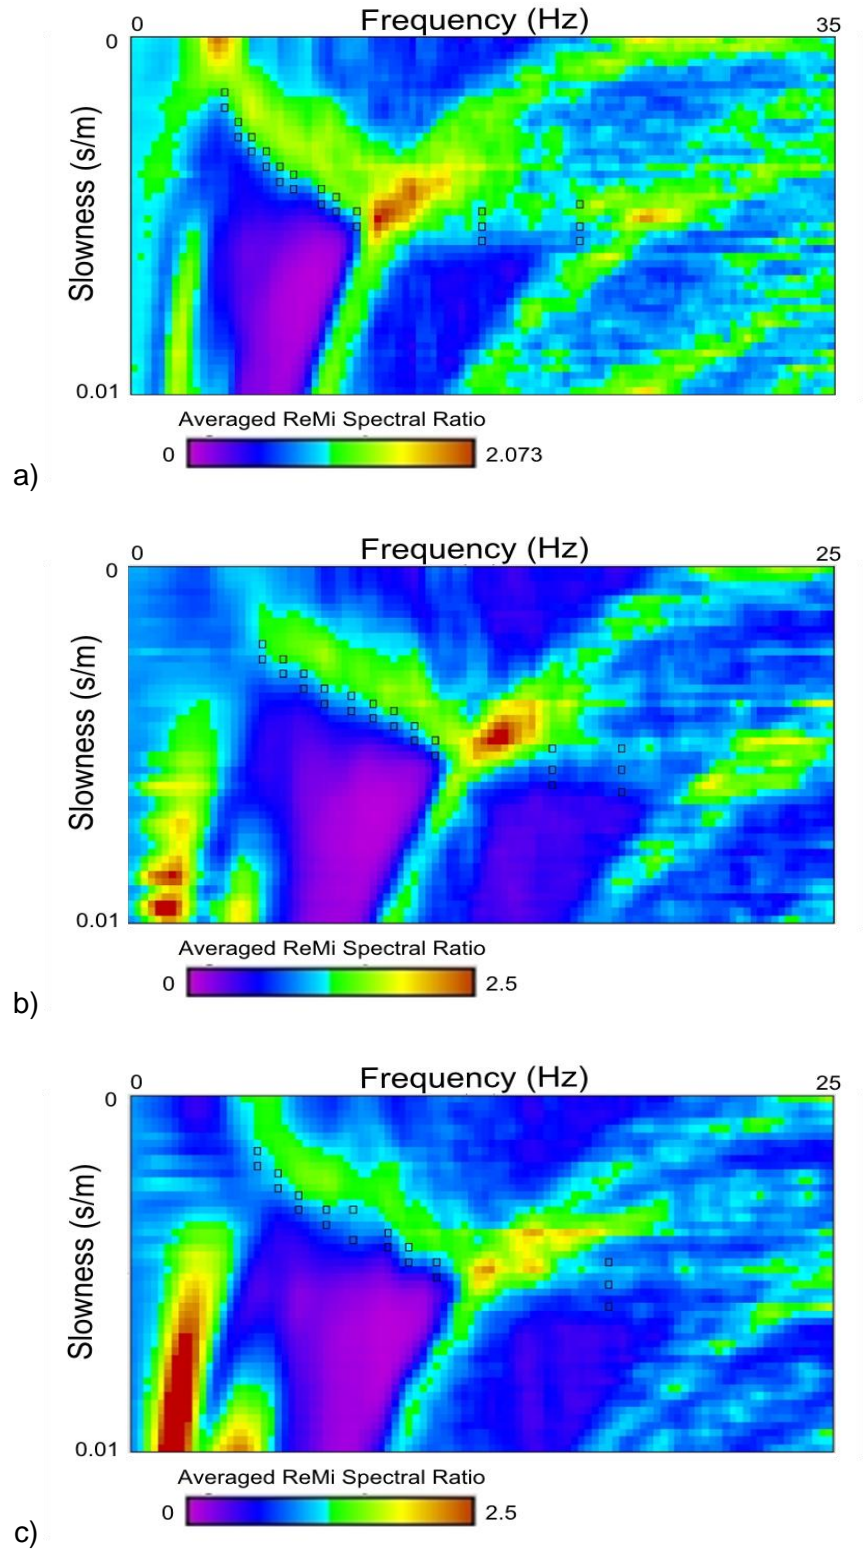 Frequency (Hz)
0 35
0
Slowness (s/m)
0.01
Averaged ReMi Spectral Ratio
0 2.073
a)
Frequency (Hz)
0 25
0
Slowness (s/m)
0.01
Averaged ReMi Spectral Ratio
0 2.5
b)
Frequency (Hz)
0 25
0
Slowness (s/m)
0.01
Averaged ReMi Spectral Ratio
0 2.5
c)